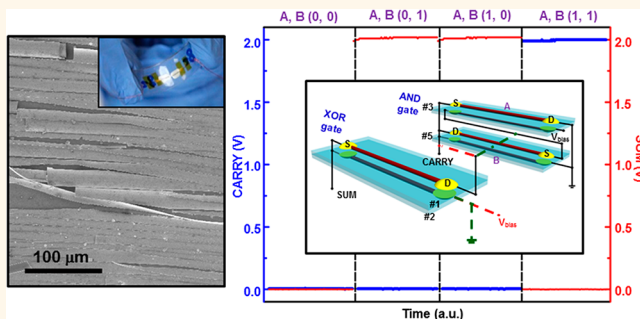 100 μm
A, B (0, 0)
A, B (0, 1)
A, B (1, 0)
A, B (1, 1)
CARRY (V)
2.0
1.5
1.0
0.5
0.0
XOR
gate
S
D
SUM
#1
#2
V
AND
gate
#3
#5
S
A
D
V
D
S
B
CARRY
2.0
1.5
1.0
0.5
0.0
SUM (V)
Time (a.u.)